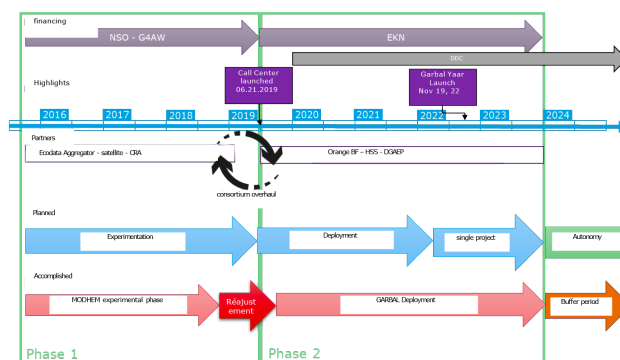 financing
NSO - G4AW
EKN
DDC
Highlights
Call Center
launched
06.21.2019
Garbal Yaar
Launch
Nov 19, 22
2016
2017
2018
2019
2020
2021
2022
2023
2024
Partners
Ecodata Aggregator - satellite - CRA
Orange BF – HSS - DGAEP
consortium overhaul
Planned
Experimentation
Deployment
single project
Autonomy
Accomplished
MODHEM experimental phase
Réajust
ement
GARBAL Deployment
Buffer period
Phase 1
Phase 2